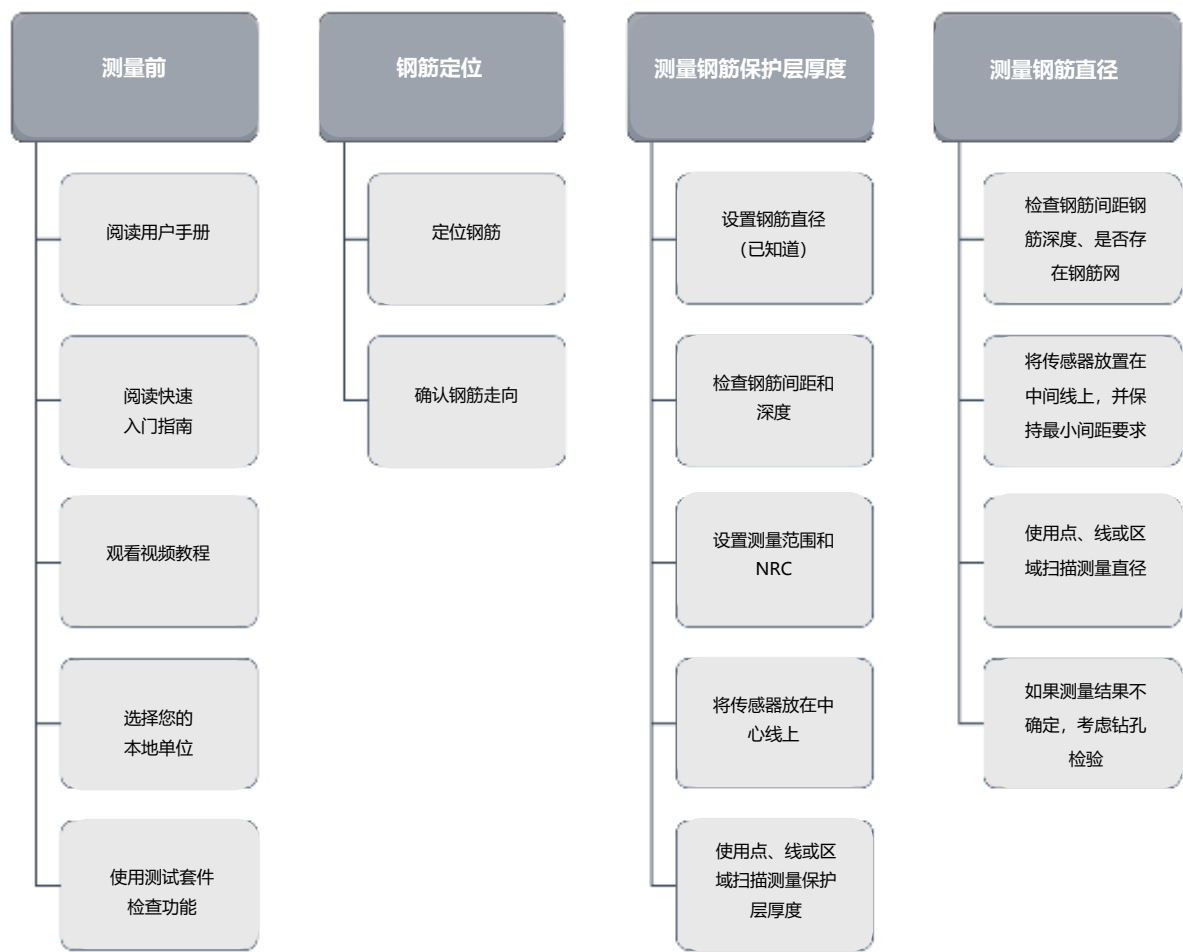 测量前
阅读用户手册
阅读快速
入门指南
观看视频教程
选择您的
本地单位
使用测试套件
检查功能
钢筋定位
定位钢筋
确认钢筋走向
测量钢筋保护层厚度
设置钢筋直径
（已知道）
检查钢筋间距和
深度
设置测量范围和
NRC
将传感器放在中
心线上
使用点、线或区
域扫描测量保护
层厚度
测量钢筋直径
检查钢筋间距钢
筋深度、是否存
在钢筋网
将传感器放置在
中间线上，并保
持最小间距要求
使用点、线或区
域扫描测量直径
如果测量结果不
确定，考虑钻孔
检验